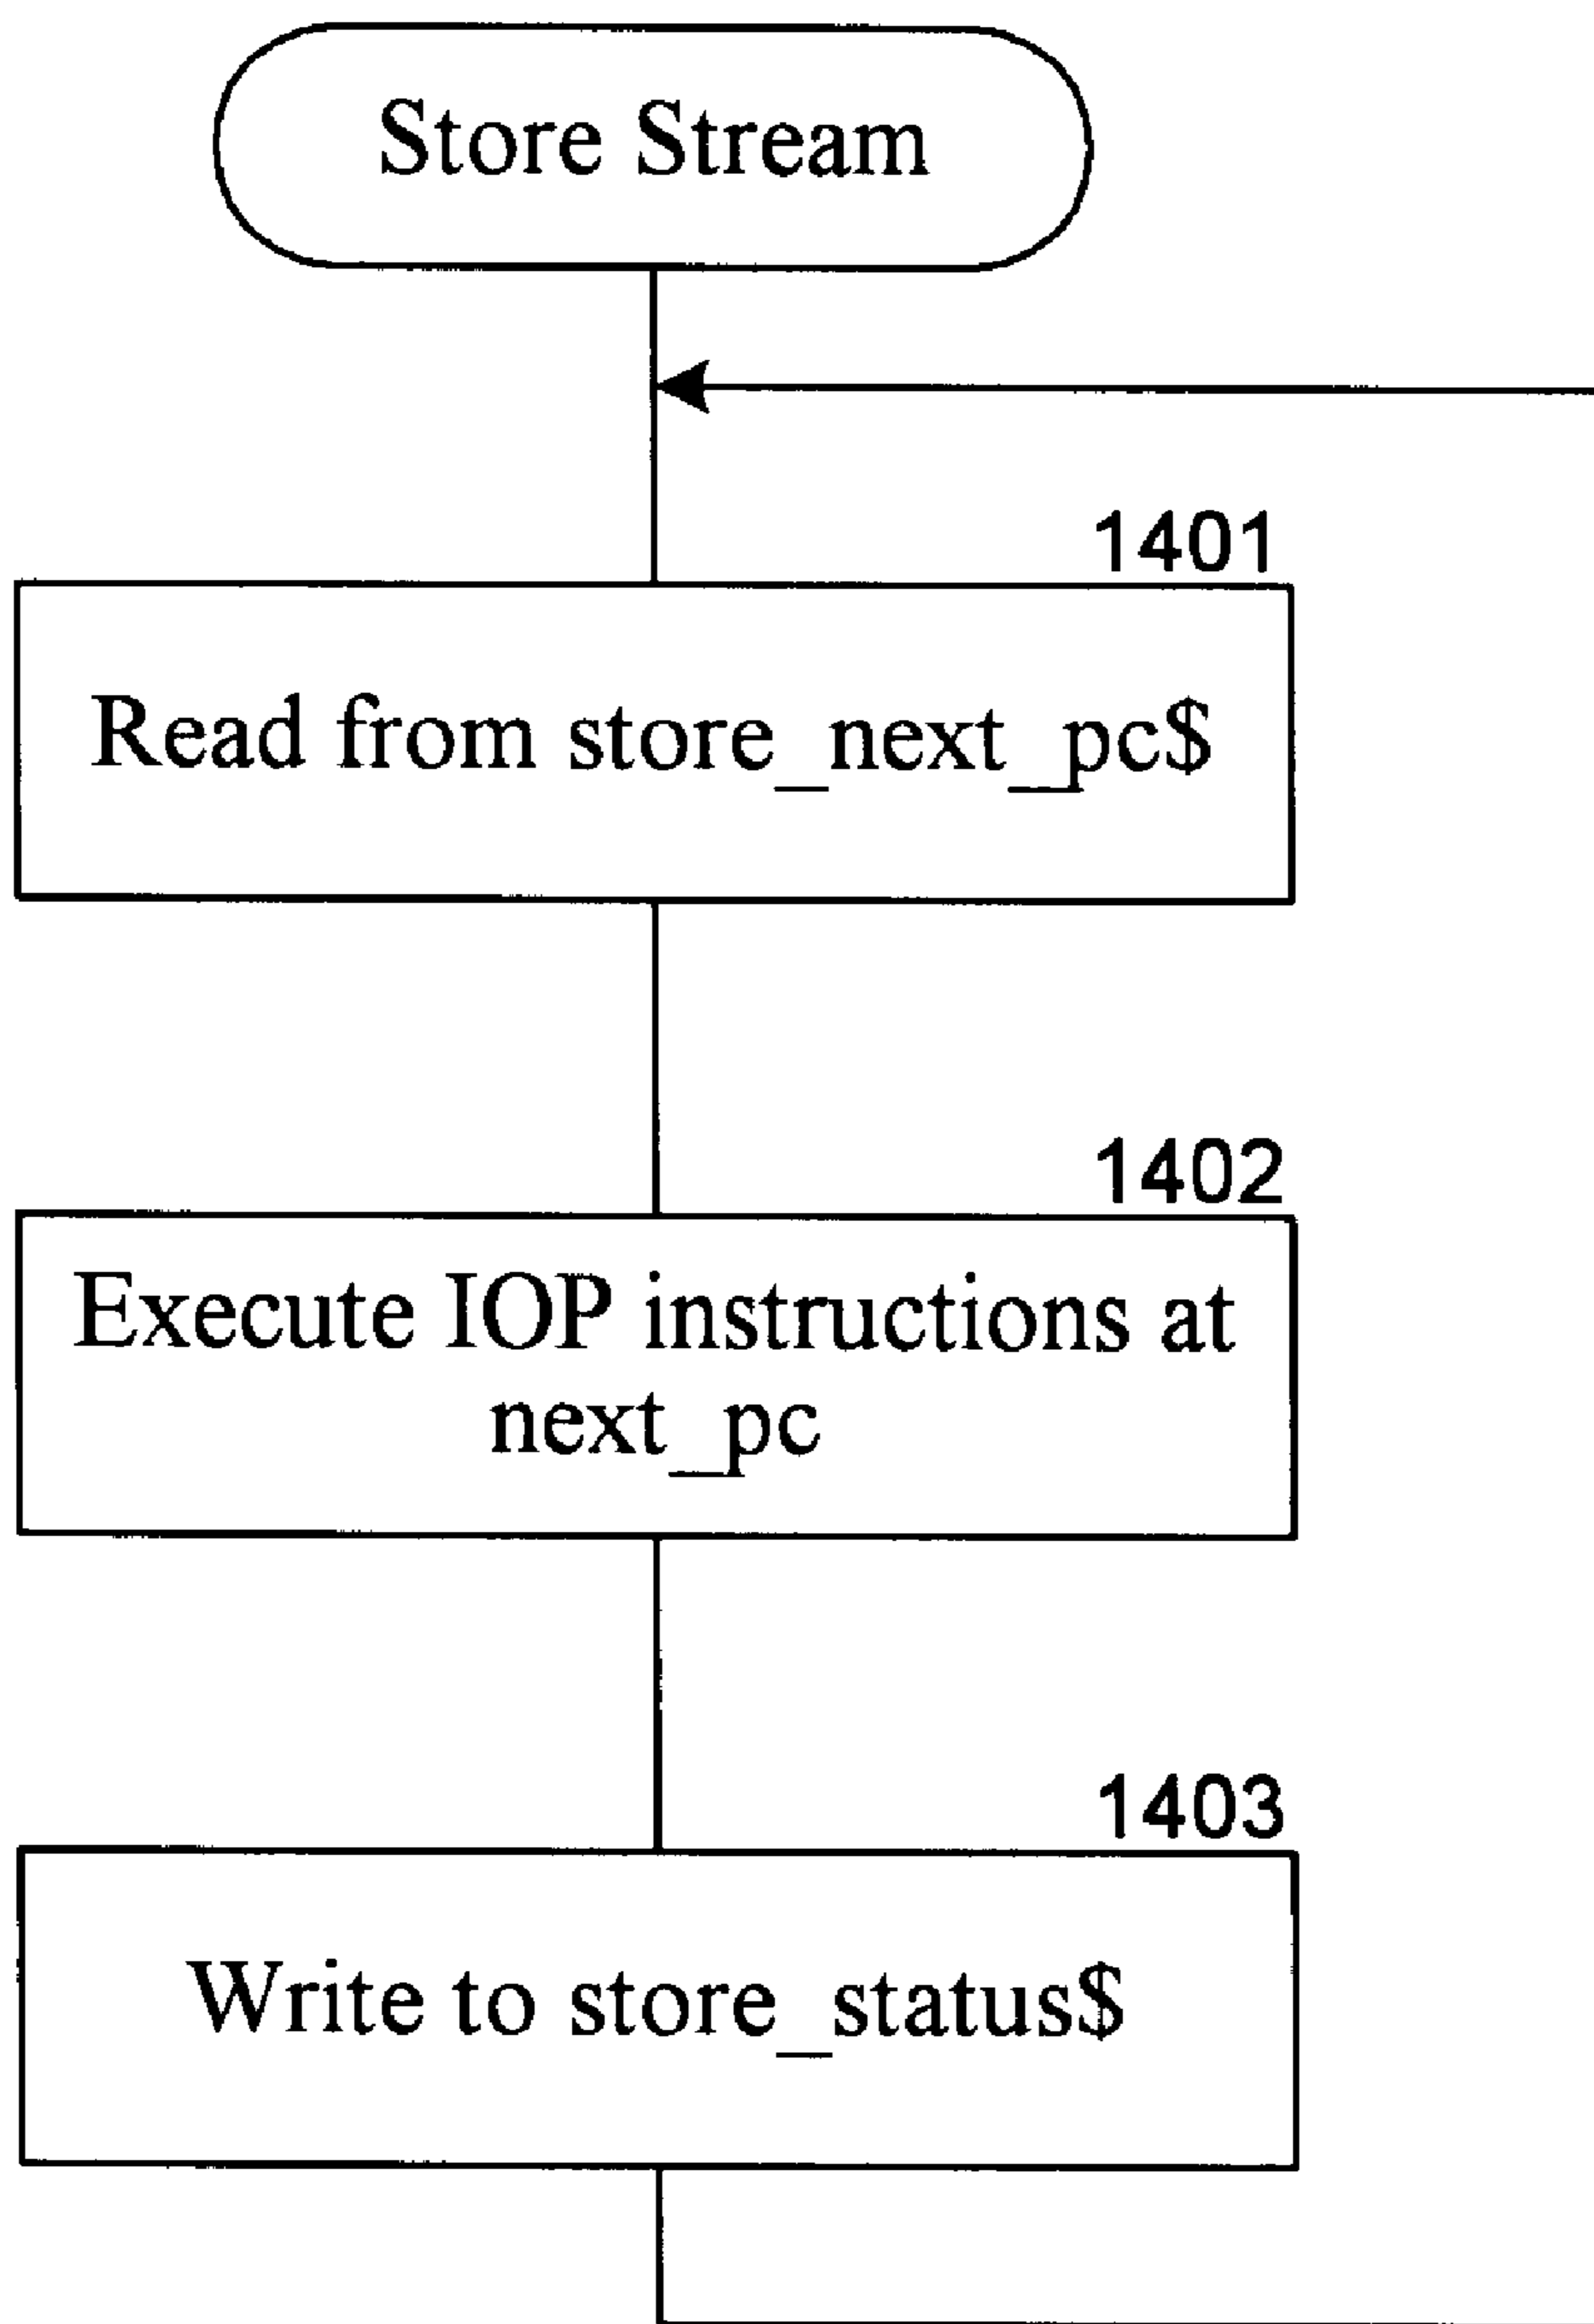 Store Stream
1401
Read from store_next_pc$
1402
Execute IOP instructions at
next_pc
1403
Write to store_status$